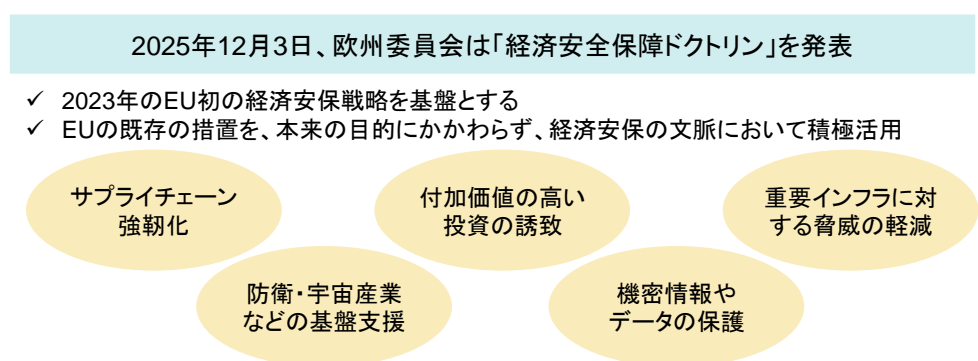 2025年12月3日、欧州委員会は「経済安全保障ドクトリン」を発表
✓ 2023年のEU初の経済安保戦略を基盤とする
✓ EUの既存の措置を、本来の目的にかかわらず、経済安保の文脈において積極活用
サプライチェーン
強靭化
付加価値の高い
投資の誘致
重要インフラに対
する脅威の軽減
防衛・宇宙産業
などの基盤支援
機密情報や
データの保護